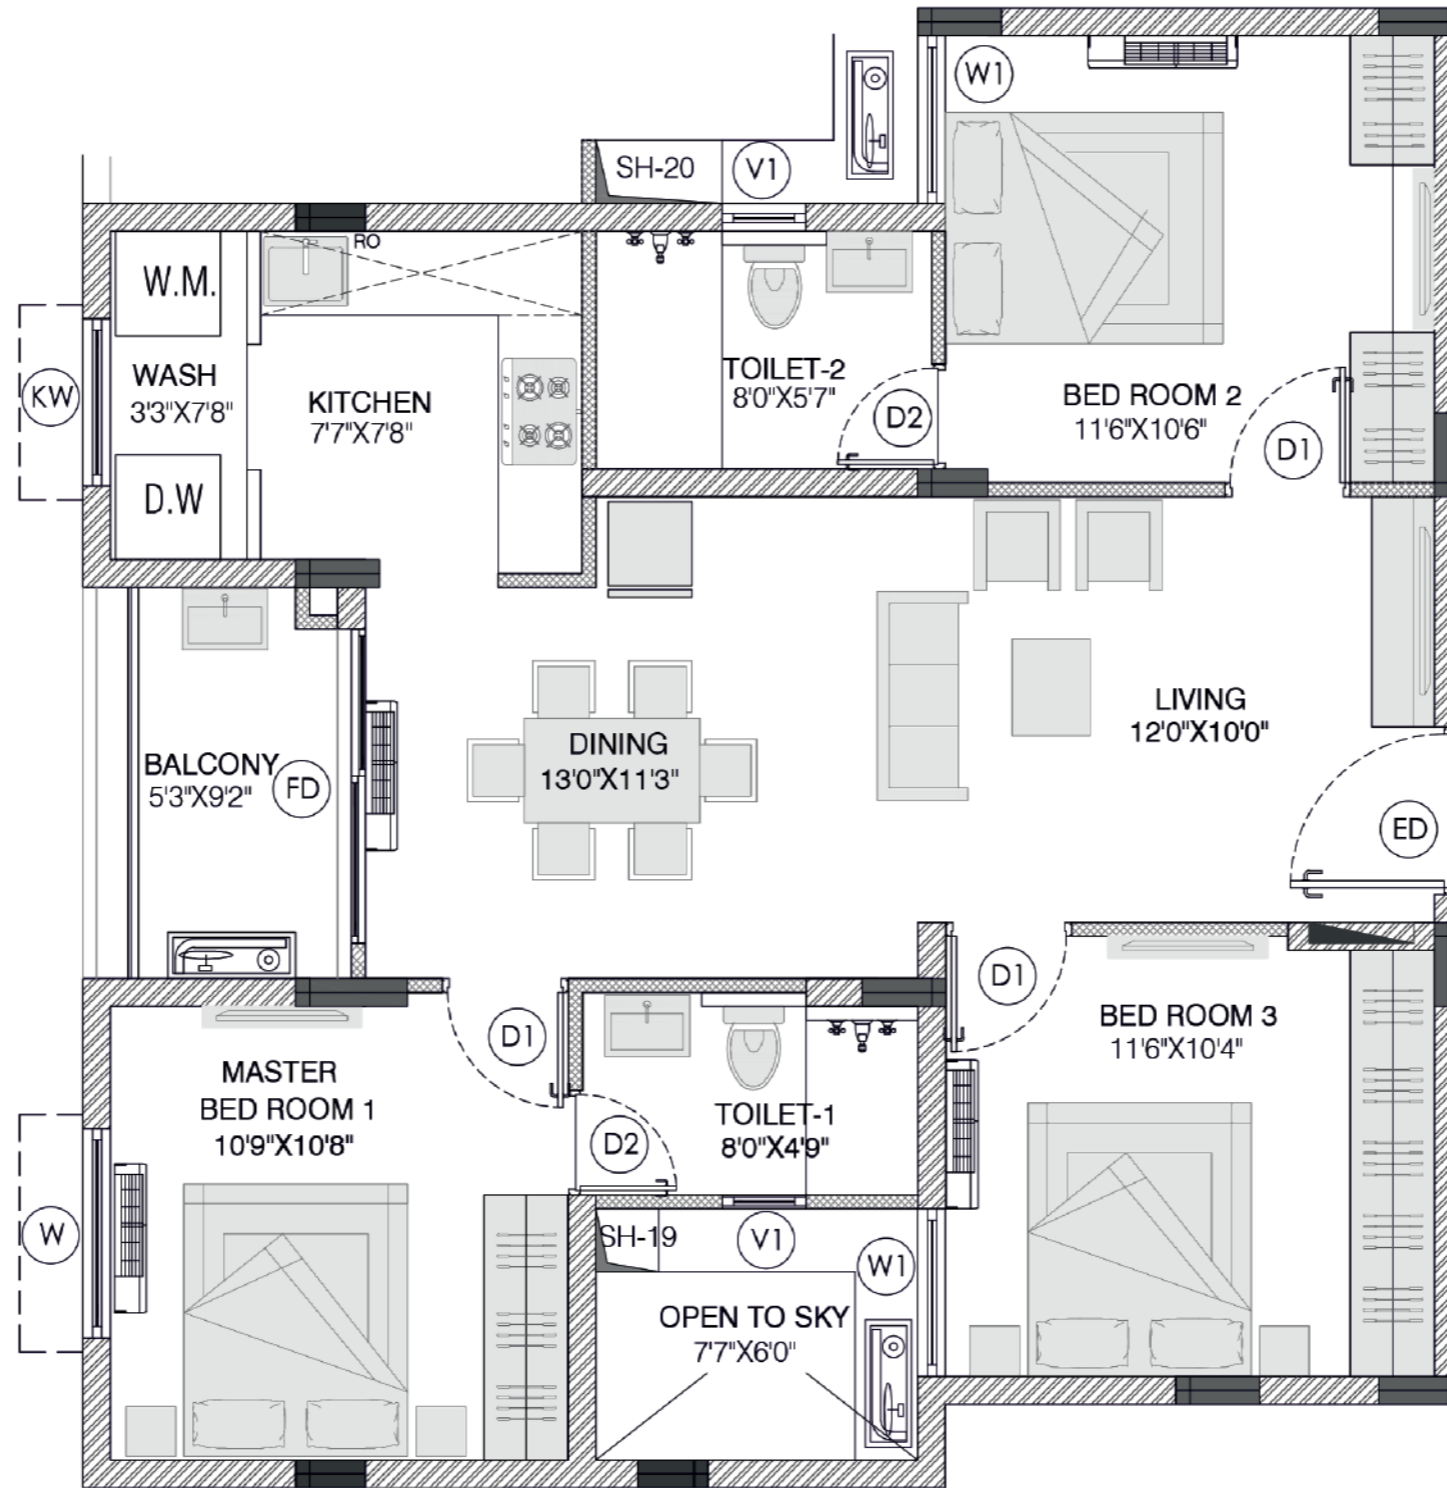 W1
SH-20
V1
RO
W.M.
WASH
3'3"X7'8"
KW
KITCHEN
7'7"X7'8"
TOILET-2
8'0"X5'7"
D2
BED ROOM 2
11'6"X10'6"
D1
D.W
LIVING
12'0"X10'0"
DINING
13'0"X11'3"
BALCONY
5'3"X9'2"
FD
ED
D1
D1
BED ROOM 3
11'6"X10'4"
MASTER
BED ROOM 1
10'9"X10'8"
TOILET-1
8'0"X4'9"
D2
W
SH-19
V1
W1
OPEN TO SKY
7'7"X6'0"